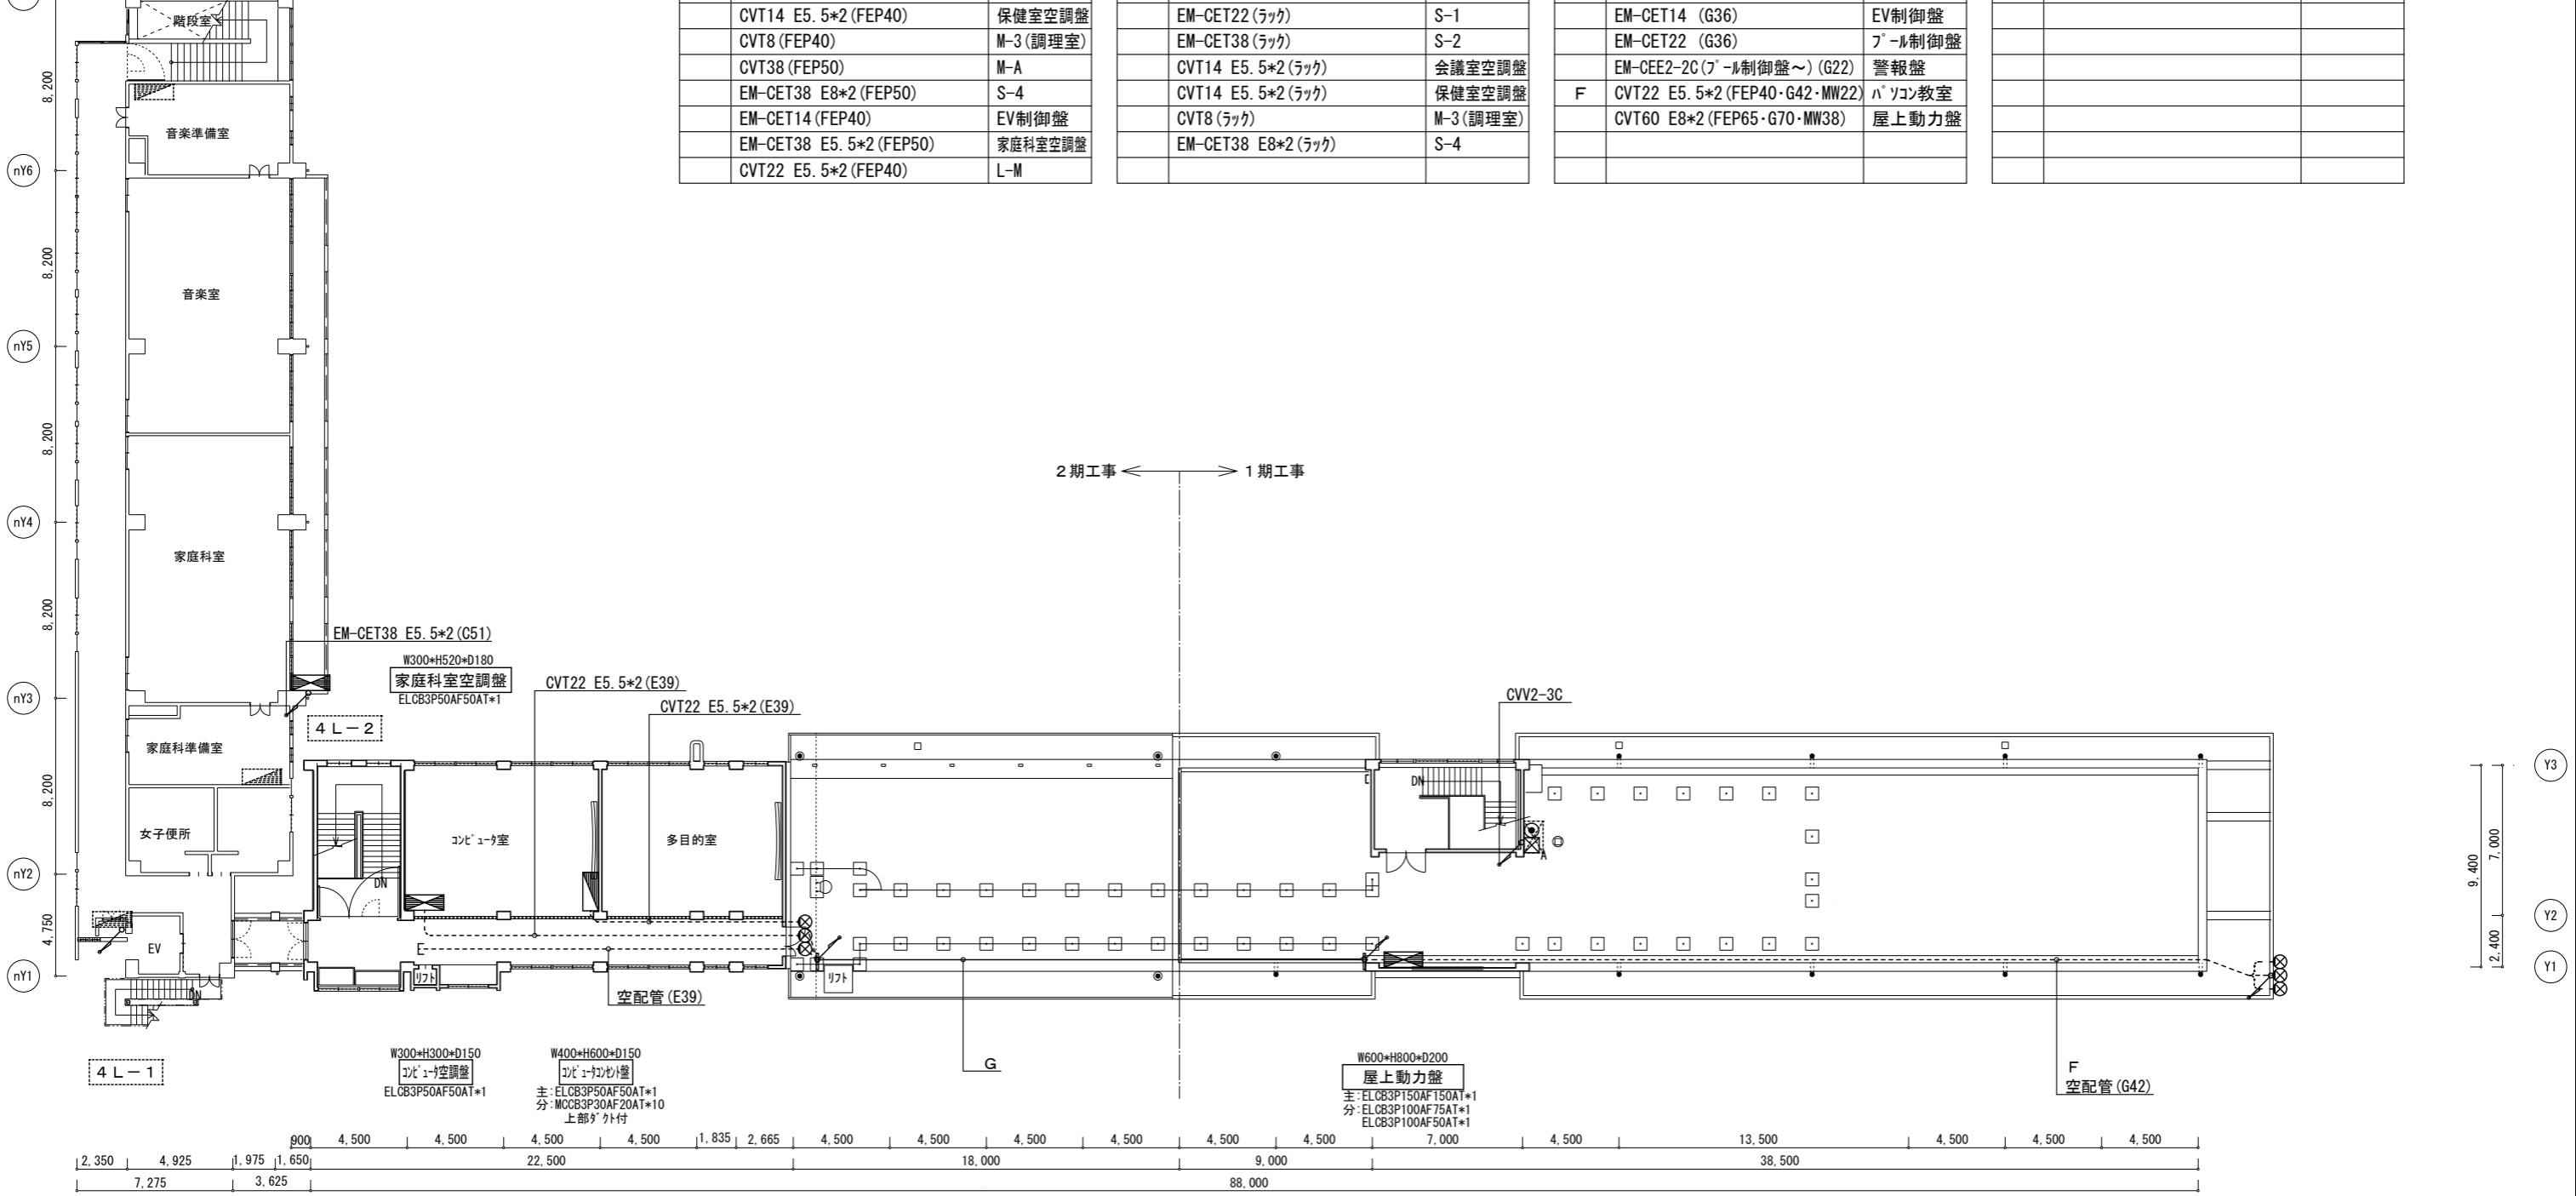 CVT14 E5.5*2(FEP40) 保健室空調盤
CVT8(FEP40) M-3(調理室)
CVT38(FEP50) M-A
EM-CET38 E8*2(FEP50) S-4
EM-CET14(FEP40) EV制御盤
EM-CET38 E5.5*2(FEP50) 家庭科室空調盤
CVT22 E5.5*2(FEP40) L-M
EM-CET22(ﾗｯｸ) S-1
EM-CET38(ﾗｯｸ) S-2
CVT14 E5.5*2(ﾗｯｸ) 会議室空調盤
CVT14 E5.5*2(ﾗｯｸ) 保健室空調盤
CVT8(ﾗｯｸ) M-3(調理室)
EM-CET38 E8*2(ﾗｯｸ) S-4
EM-CET14 (G36) EV制御盤
EM-CET22 (G36) ﾌﾟｰﾙ制御盤
EM-CEE2-2C(ﾌﾟｰﾙ制御盤～)(G22) 警報盤
F CVT22 E5.5*2(FEP40・G42・MW22) ﾊﾟｿｺﾝ教室
CVT60 E8*2(FEP65・G70・MW38) 屋上動力盤
階段室
8,200
音楽準備室
nY6
8,200
音楽室
nY5
8,200
2期工事
1期工事
nY4
家庭科室
8,200
EM-CET38 E5.5*2(C51)
W300*H520*D180
家庭科室空調盤
ELCB3P50AF50AT*1
nY3
CVT22 E5.5*2(E39)
CVT22 E5.5*2(E39)
CVV2-3C
4L-2
家庭科準備室
8,200
女子便所
ｺﾝﾋﾟｭｰﾀ室
多目的室
DN
DN
A
Y3
7,000
9,400
nY2
4,750
EV
Y2
2,400
nY1
DN
ﾘﾌﾄ
ﾘﾌﾄ
Y1
空配管(E39)
4L-1
W300*H300*D150
ｺﾝﾋﾟｭｰﾀ空調盤
ELCB3P50AF50AT*1
W400*H600*D150
ｺﾝﾋﾟｭｰﾀｺﾝｾﾝﾄ盤
主:ELCB3P50AF50AT*1
分:MCCB3P30AF20AT*10
上部ﾀﾞｸﾄ付
G
W600*H800*D200
屋上動力盤
主:ELCB3P150AF150AT*1
分:ELCB3P100AF75AT*1
ELCB3P100AF50AT*1
F
空配管(G42)
900 4,500 4,500 4,500 4,500 1,835 2,665 4,500 4,500 4,500 4,500 4,500 4,500 7,000 4,500 13,500 4,500 4,500 4,500
2,350 4,925 1,975 1,650 22,500 18,000 9,000 38,500
7,275 3,625 88,000